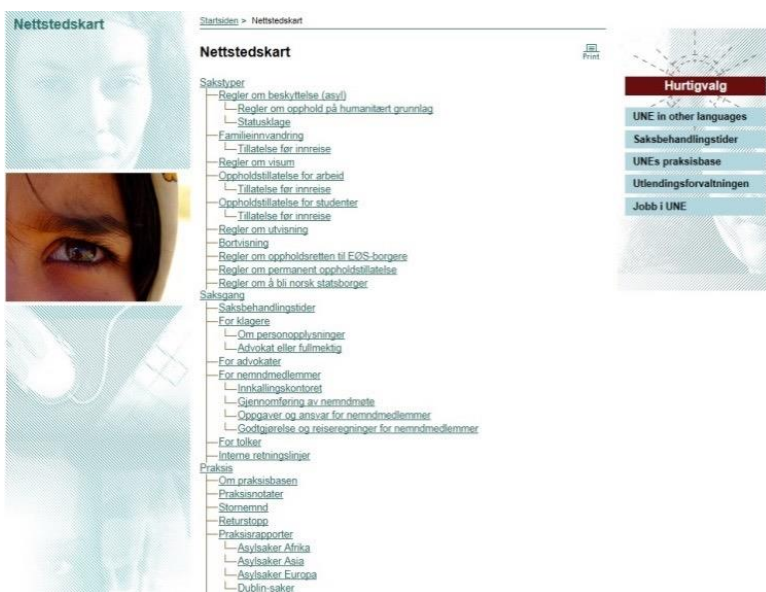 Nettstedskart
Startsiden > Nettstedskart
Nettstedskart
Print
Sakstyper
Regler om beskyttelse (asyl)
Regler om opphold på humanitært grunnlag
Statusklage
Familieinnvandring
Tillatelse før innreise
Regler om visum
Oppholdstillatelse for arbeid
Tillatelse før innreise
Oppholdstillatelse for studenter
Tillatelse før innreise
Regler om utvisning
Bortvisning
Regler om oppholdsretten til EØS-borgere
Regler om permanent oppholdstillatelse
Regler om å bli norsk statsborger
Saksgang
Saksbehandlingstider
For klagere
Om personopplysninger
Advokat eller fullmektig
For advokater
For nemndmedlemmer
Innkallingskontoret
Gjennomføring av nemndmøte
Oppgaver og ansvar for nemndmedlemmer
Godtgjørelse og reiseregninger for nemndmedlemmer
For tolker
Interne retningslinjer
Praksis
Om praksisbasen
Praksisnotater
Stornemnd
Returstopp
Praksisrapporter
Asylsaker Afrika
Asylsaker Asia
Asylsaker Europa
Dublin-saker
Hurtigvalg
UNE in other languages
Saksbehandlingstider
UNEs praksisbase
Utlendingsforvaltningen
Jobb i UNE